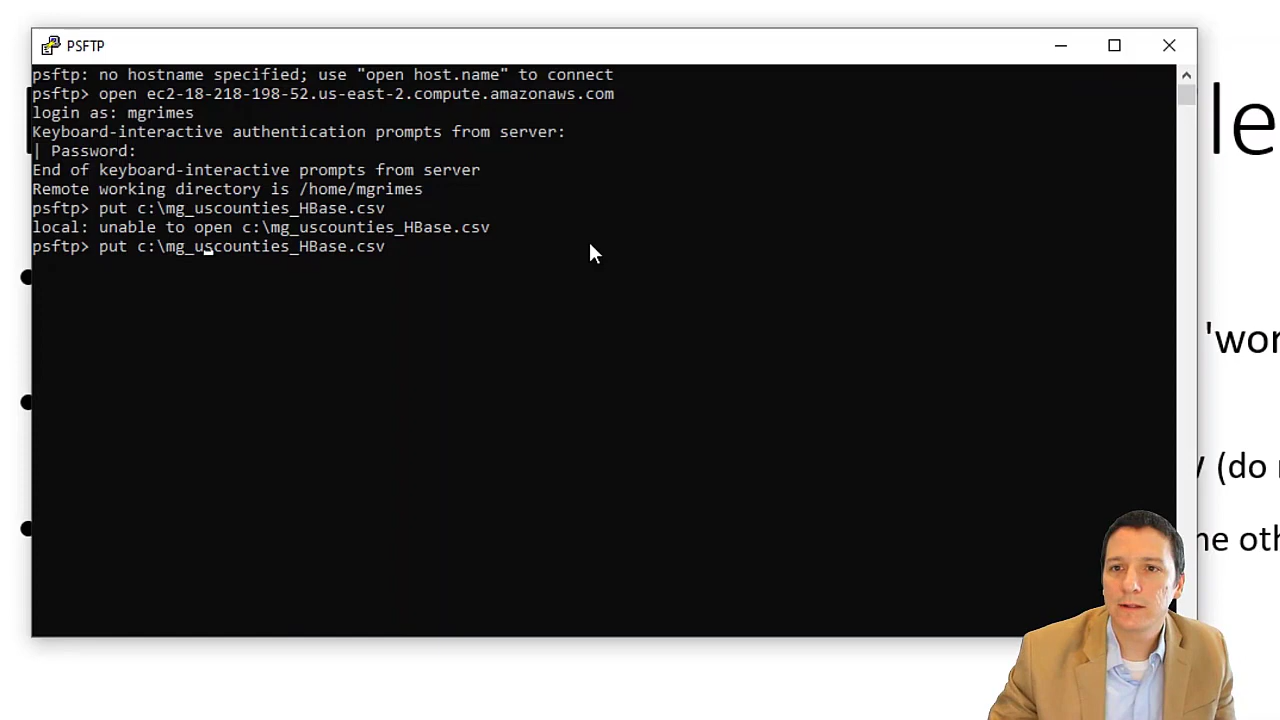 PSFTP
psftp: no hostname specified; use "open host.name" to connect
psftp> open ec2-18-218-198-52.us-east-2.compute.amazonaws.com
login as: mgrimes
Keyboard-interactive authentication prompts from server:
| Password:
End of keyboard-interactive prompts from server
Remote working directory is /home/mgrimes
psftp> put c:\mg_uscounties_HBase.csv
local: unable to open c:\mg_uscounties_HBase.csv
psftp> put c:\mg_uscounties_HBase.csv
le
'wor
(do
oth